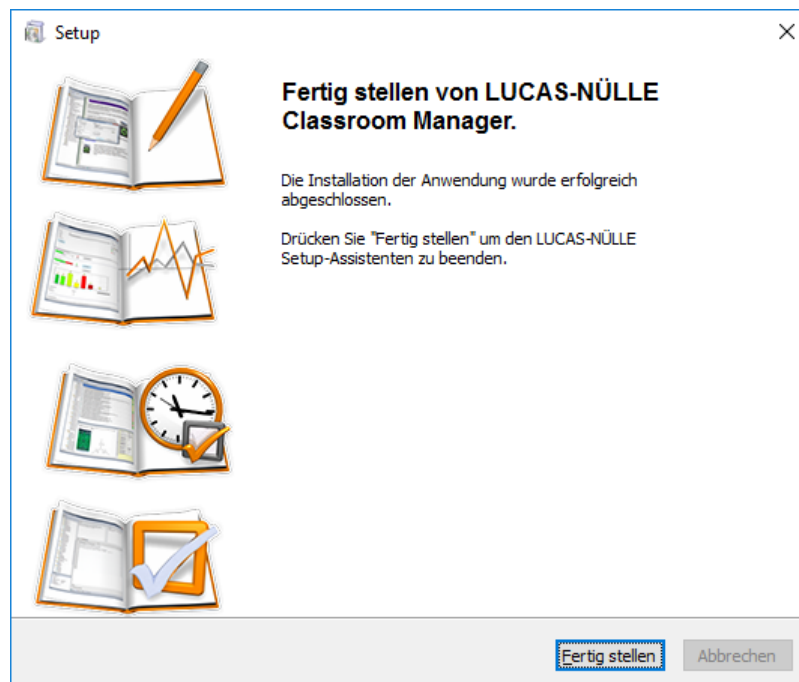 Setup
Fertig stellen von LUCAS-NÜLLE
Classroom Manager.
Die Installation der Anwendung wurde erfolgreich
abgeschlossen.
Drücken Sie "Fertig stellen" um den LUCAS-NÜLLE
Setup-Assistenten zu beenden.
Fertig stellen
Abbrechen